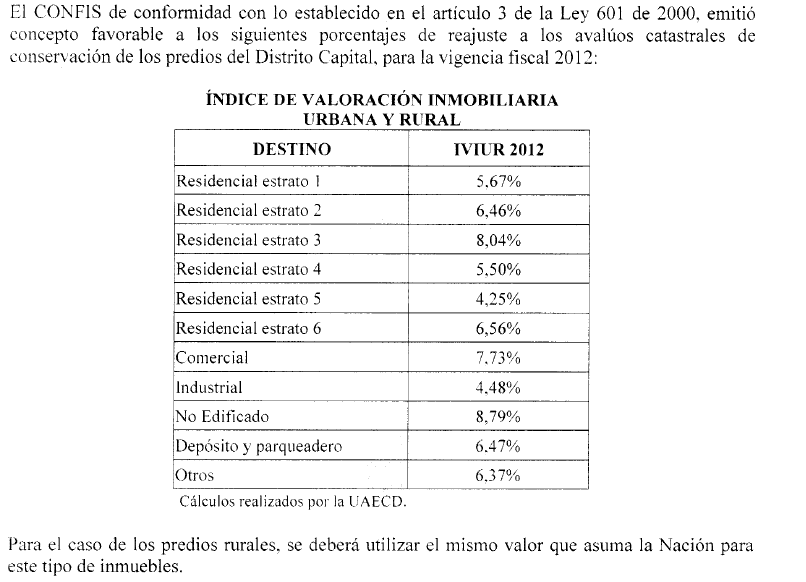 El CONFIS de conformidad con lo establecido en el artículo 3 de la Ley 601 de 2000, emitió
concepto favorable a los siguientes porcentajes de reajuste a los avalúos catastrales de
conservación de los predios del Distrito Capital, para la vigencia fiscal 2012:
ÍNDICE DE VALORACIÓN INMOBILIARIA
URBANA Y RURAL
DESTINO IVIUR 2012
Residencial estrato 1 5,67%
Residencial estrato 2 6,46%
Residencial estrato 3 8,04%
Residencial estrato 4 5,50%
Residencial estrato 5 4,25%
Residencial estrato 6 6,56%
Comercial 7,73%
Industrial 4,48%
No Edificado 8,79%
Depósito y parqueadero 6,47%
Otros 6,37%
Cálculos realizados por la UAECD.
Para el caso de los predios rurales, se deberá utilizar el mismo valor que asuma la Nación para
este tipo de inmuebles.